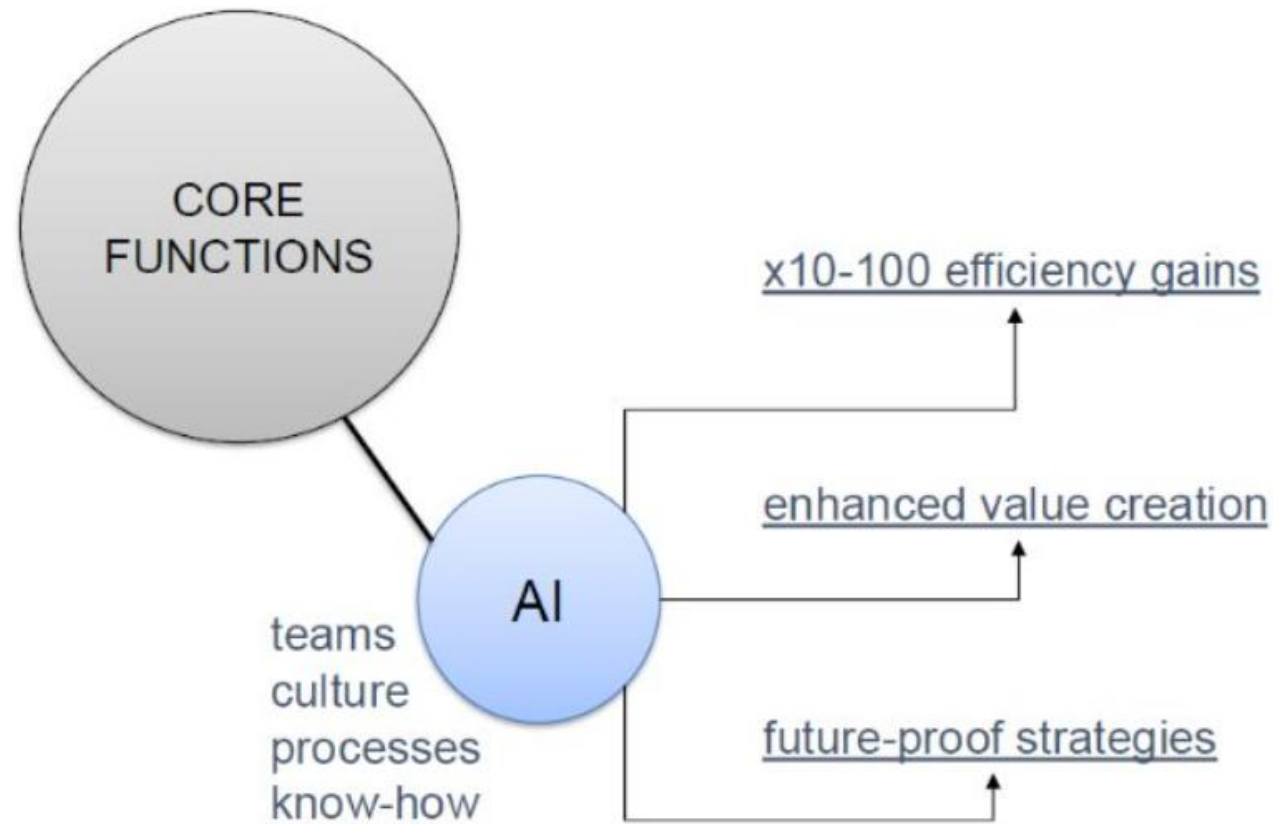 CORE
FUNCTIONS
x10-100 efficiency gains
enhanced value creation
AI
teams
culture
processes
know-how
future-proof strategies